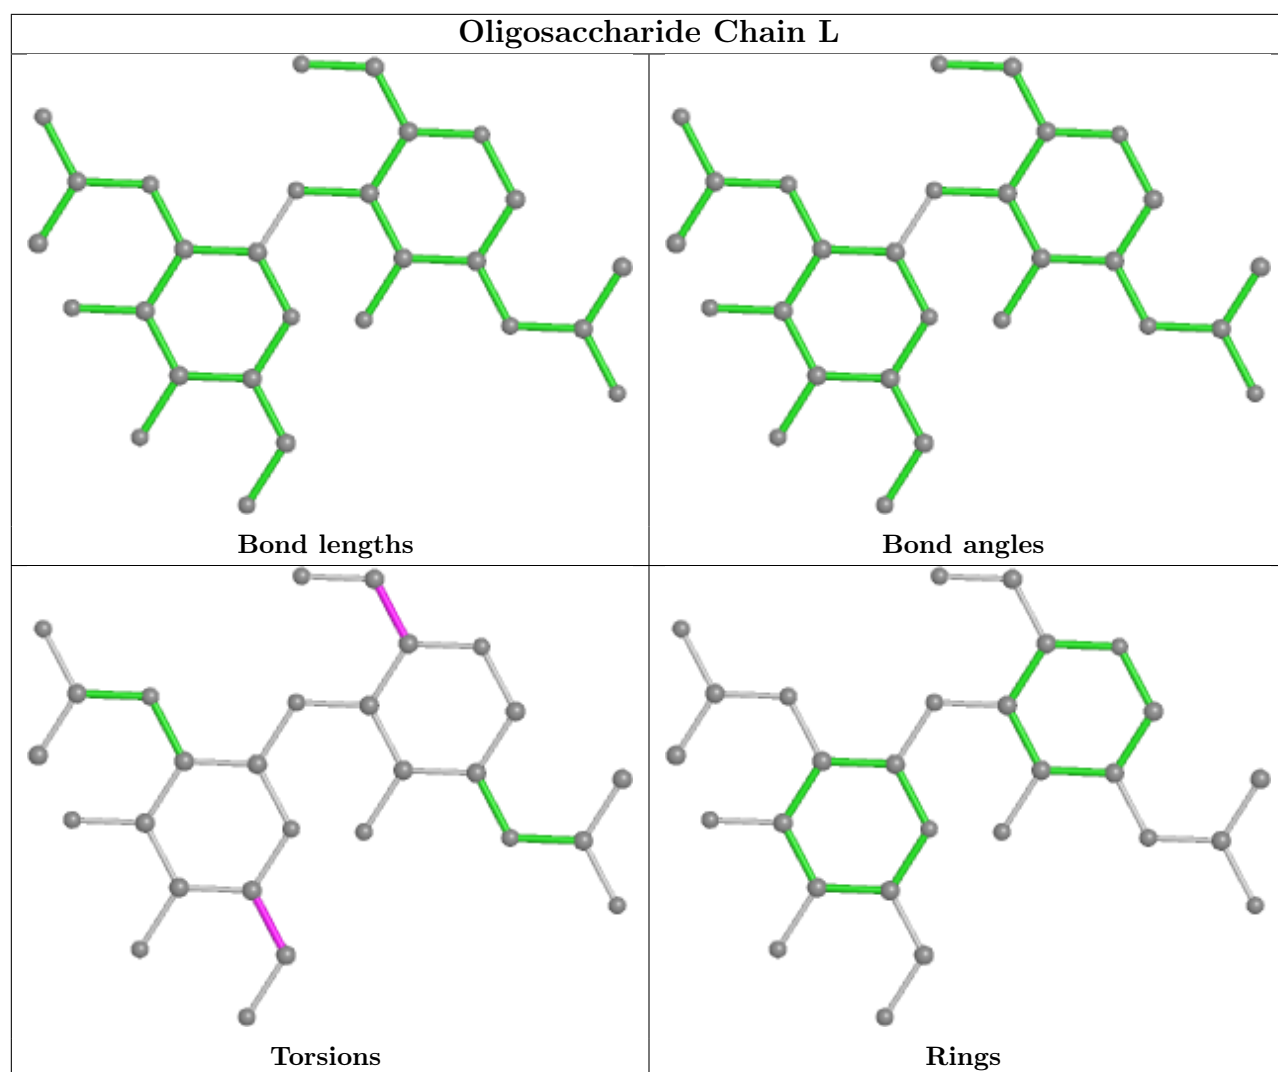 Oligosaccharide Chain L
Bond lengths
Bond angles
Torsions
Rings